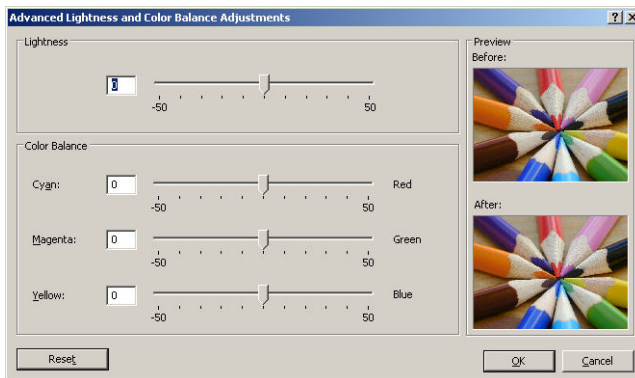 Advanced Lightness and Color Balance Adjustments
Lightness
0
-50 50
Color Balance
Cyan: 0 Red
-50 50
Magenta: 0 Green
-50 50
Yellow: 0 Blue
-50 50
Preview
Before:
After:
Reset
OK Cancel